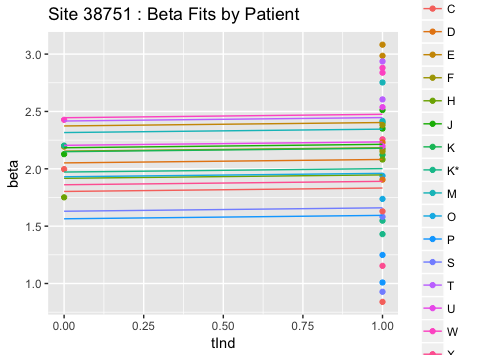 Site 38751 : Beta Fits by Patient
beta
3.0
2.5
2.0
1.5
1.0
0.00 0.25 0.50 0.75 1.00
tInd
C
D
E
F
H
J
K
K*
M
O
P
S
T
U
W